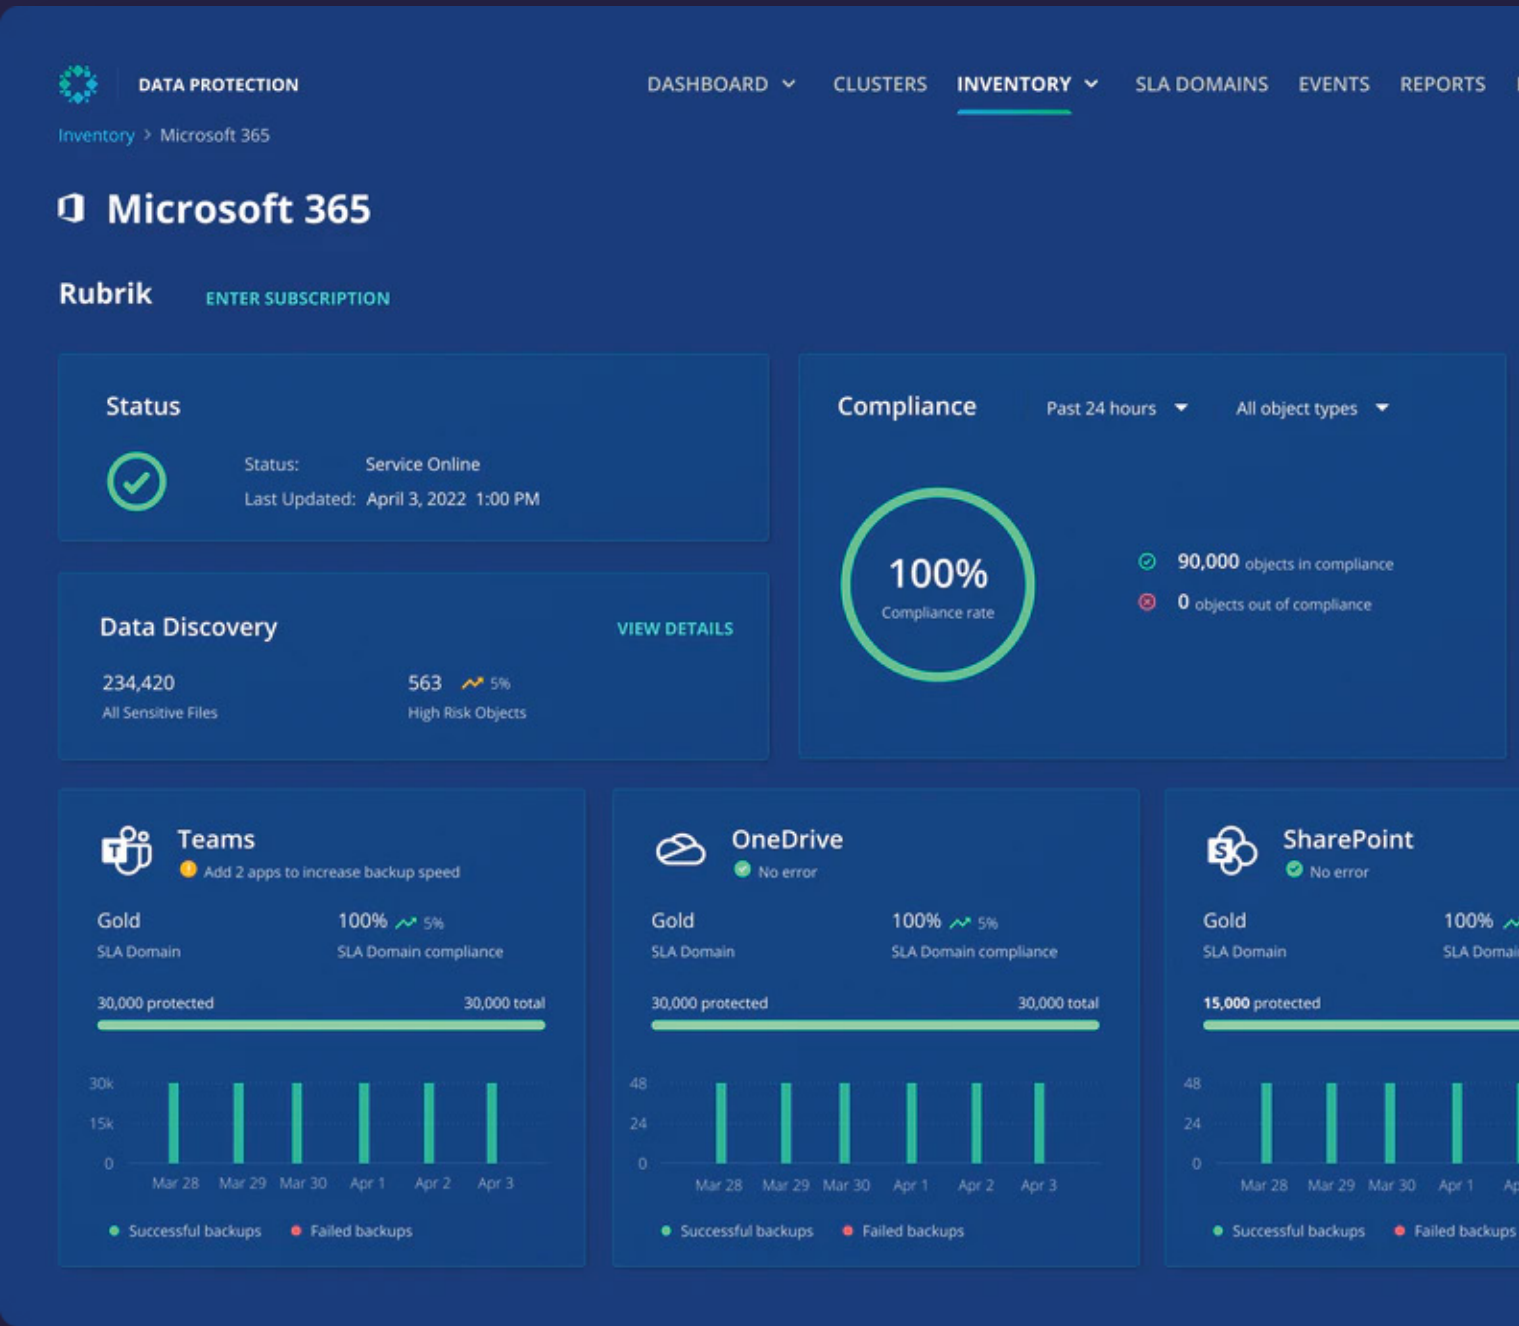 DATA PROTECTION
DASHBOARD CLUSTERS INVENTORY SLA DOMAINS EVENTS REPORTS
Inventory > Microsoft 365
Microsoft 365
Rubrik ENTER SUBSCRIPTION
Status
Status: Service Online
Last Updated: April 3, 2022 1:00 PM
Data Discovery VIEW DETAILS
234,420 563 5%
All Sensitive Files High Risk Objects
Compliance Past 24 hours All object types
100%
Compliance rate
90,000 objects in compliance
0 objects out of compliance
T
Teams
Add 2 apps to increase backup speed
Gold 100% 5%
SLA Domain SLA Domain compliance
30,000 protected 30,000 total
30k
15k
0
Mar 28 Mar 29 Mar 30 Apr 1 Apr 2 Apr 3
Successful backups Failed backups
OneDrive
No error
Gold 100% 5%
SLA Domain SLA Domain compliance
30,000 protected 30,000 total
48
24
0
Mar 28 Mar 29 Mar 30 Apr 1 Apr 2 Apr 3
Successful backups Failed backups
S
SharePoint
No error
Gold 100%
SLA Domain SLA
15,000 protected
48
24
0
Mar 28 Mar 29 Mar 30 Apr 1
Successful backups Failed backups